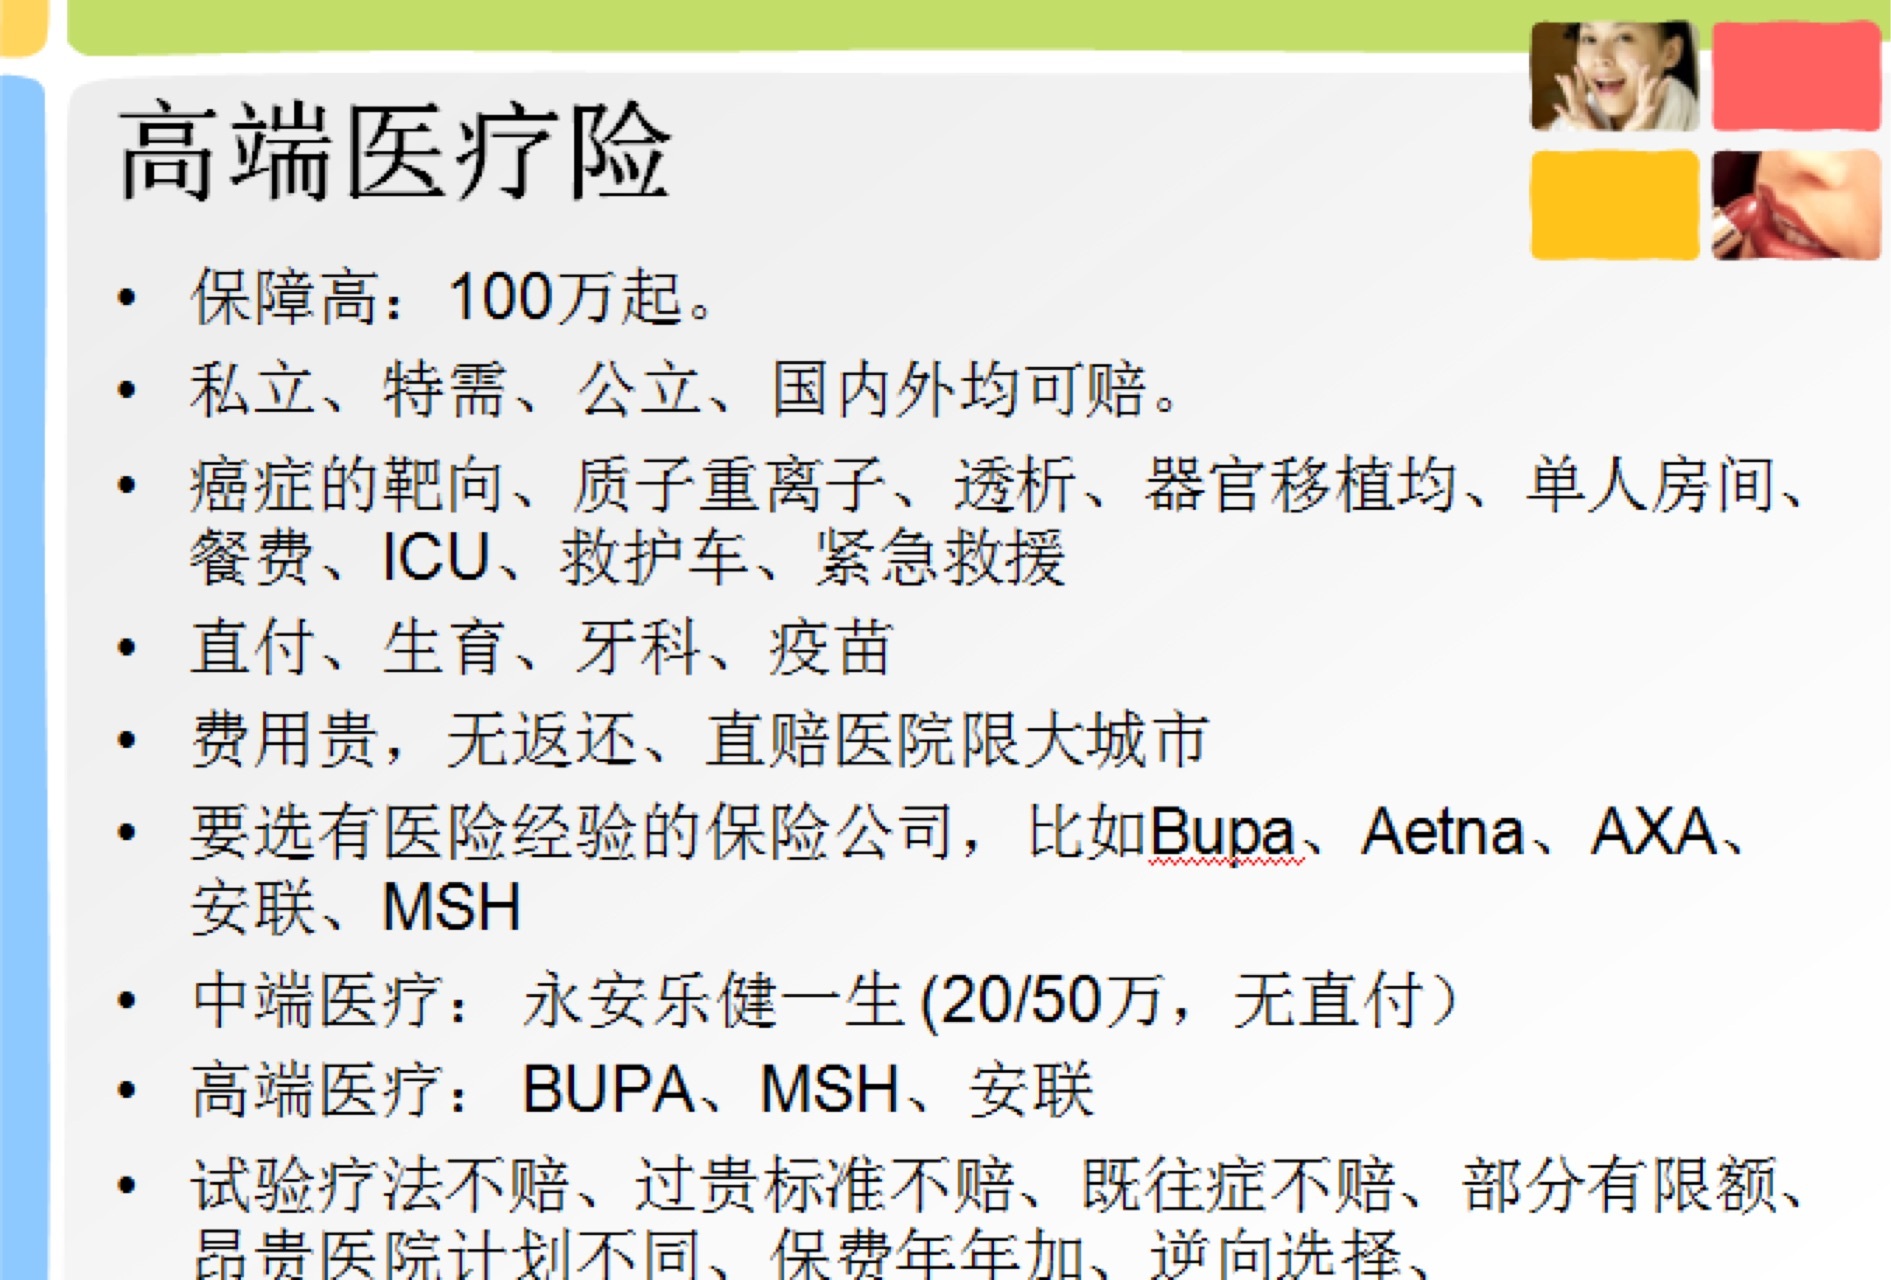 高端医疗险
• 保障高：100万起。
• 私立、特需、公立、国内外均可赔。
• 癌症的靶向、质子重离子、透析、器官移植均、单人房间、
餐费、ICU、救护车、紧急救援
• 直付、生育、牙科、疫苗
• 费用贵，无返还、直赔医院限大城市
• 要选有医险经验的保险公司，比如Bupa、Aetna、AXA、
安联、MSH
• 中端医疗： 永安乐健一生 (20/50万，无直付）
• 高端医疗： BUPA、MSH、安联
• 试验疗法不赔、过贵标准不赔、既往症不赔、部分有限额、
昂贵医院计划不同、保费年年加、逆向选择、